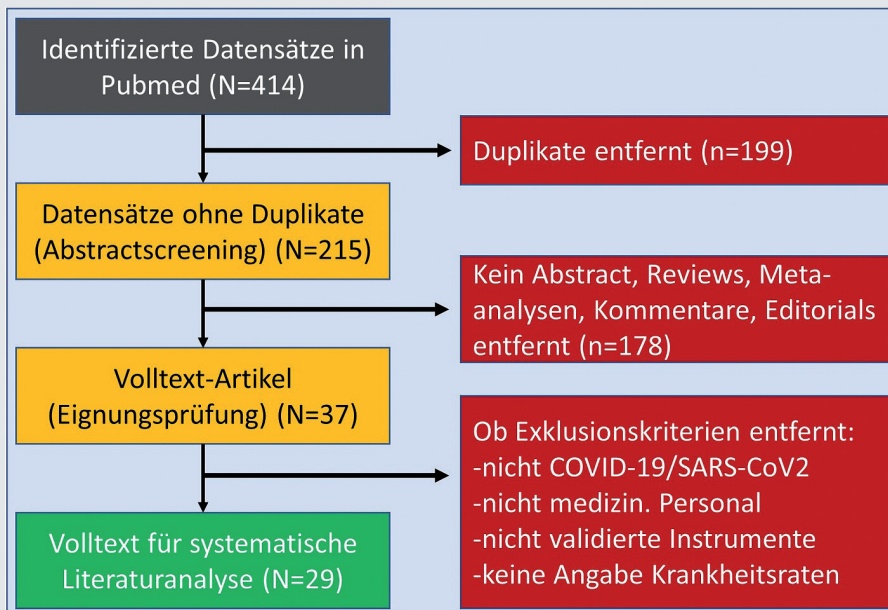 Identifizierte Datensätze in
Pubmed (N=414)
Duplikate entfernt (n=199)
Datensätze ohne Duplikate
(Abstractscreening) (N=215)
Kein Abstract, Reviews, Meta-
analysen, Kommentare, Editorials
entfernt (n=178)
Volltext-Artikel
(Eignungsprüfung) (N=37)
Ob Exklusionskriterien entfernt:
-nicht COVID-19/SARS-CoV2
-nicht medizin. Personal
-nicht validierte Instrumente
-keine Angabe Krankheitsraten
Volltext für systematische
Literaturanalyse (N=29)